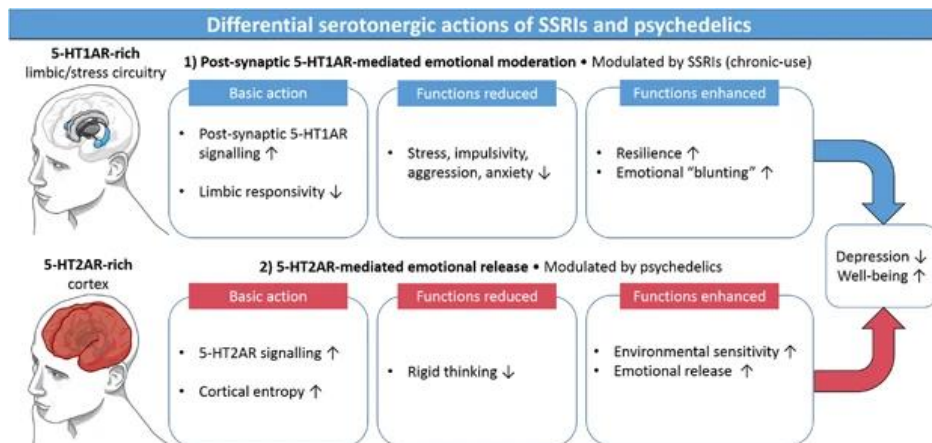 Differential serotonergic actions of SSRIs and psychedelics
5-HT1AR-rich
limbic/stress circuitry
1) Post-synaptic 5-HT1AR-mediated emotional moderation • Modulated by SSRIs (chronic-use)
Basic action
• Post-synaptic 5-HT1AR
signalling ↑
• Limbic responsivity ↓
Functions reduced
• Stress, impulsivity,
aggression, anxiety ↓
Functions enhanced
• Resilience ↑
• Emotional “blunting” ↑
5-HT2AR-rich
cortex
2) 5-HT2AR-mediated emotional release • Modulated by psychedelics
Basic action
• 5-HT2AR signalling ↑
• Cortical entropy ↑
Functions reduced
• Rigid thinking ↓
Functions enhanced
• Environmental sensitivity ↑
• Emotional release ↑
Depression ↓
Well-being ↑